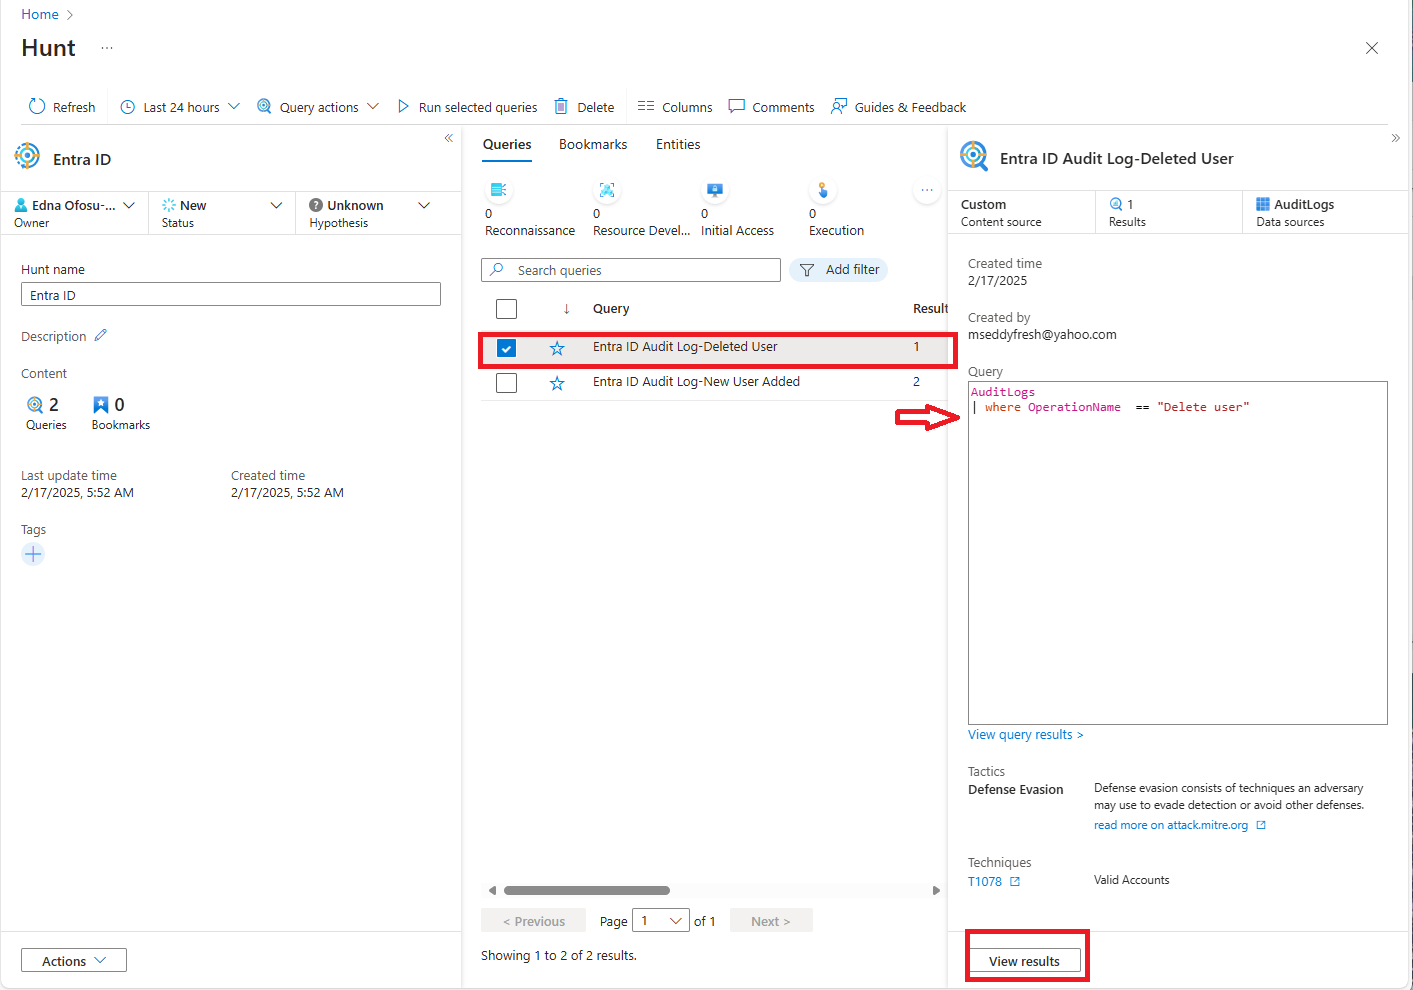 Home
Hunt ...
Refresh
Last 24 hours
Query actions
Run selected queries
Delete
Columns
Comments
Guides & Feedback
Entra ID
Edna Ofosu-...
Owner
New
Status
Unknown
Hypothesis
Hunt name
Entra ID
Description
Content
2
Queries
0
Bookmarks
Last update time
2/17/2025, 5:52 AM
Created time
2/17/2025, 5:52 AM
Tags
Actions
Queries
Bookmarks
Entities
0
Reconnaissance
0
Resource Devel...
0
Initial Access
0
Execution
...
Search queries
Add filter
Query
Result
Entra ID Audit Log-Deleted User 1
Entra ID Audit Log-New User Added 2
< Previous
Page 1 of 1
Next >
Showing 1 to 2 of 2 results.
Entra ID Audit Log-Deleted User
Custom
Content source
1
Results
AuditLogs
Data sources
Created time
2/17/2025
Created by
mseddyfresh@yahoo.com
Query
AuditLogs
| where OperationName == "Delete user"
View query results >
Tactics
Defense Evasion
Defense evasion consists of techniques an adversary
may use to evade detection or avoid other defenses.
read more on attack.mitre.org
Techniques
T1078
Valid Accounts
View results